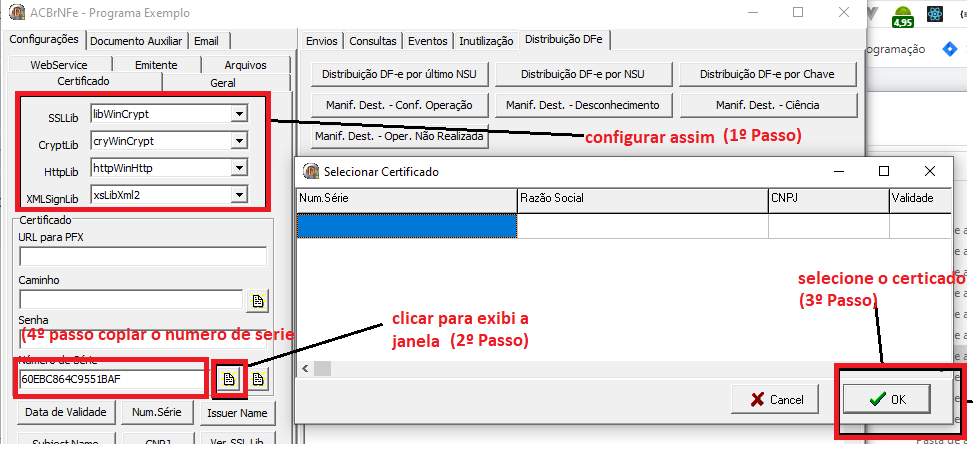 ACBrNFe - Programa Exemplo
4,95
ogramação
Configurações Documento Auxiliar Email
Envios Consultas Eventos Inutilização Distribuição DFe
WebService Emitente Arquivos
Certificado Geral
Distribuição DF-e por último NSU Distribuição DF-e por NSU Distribuição DF-e por Chave
Manif. Dest. - Conf. Operação Manif. Dest. - Desconhecimento Manif. Dest. - Ciência
Manif. Dest. - Oper. Não Realizada
SSLLib libWinCrypt
CryptLib cryWinCrypt
HttpLib httpWinHttp
XMLSignLib xsLibXml2
configurar assim (1º Passo)
Selecionar Certificado
Num.Série Razão Social CNPJ Validade
Certificado
URL para PFX
Caminho
Senha
(4º passo copiar o numero de serie
Número de Série
60EBC864C9551BAF
clicar para exibi a
janela (2º Passo)
selecione o certicado
(3º Passo)
Cancel OK
Data de Validade Num.Série Issuer Name
Subject Name CNPJ Ver. SSL Lib
Pasta de a